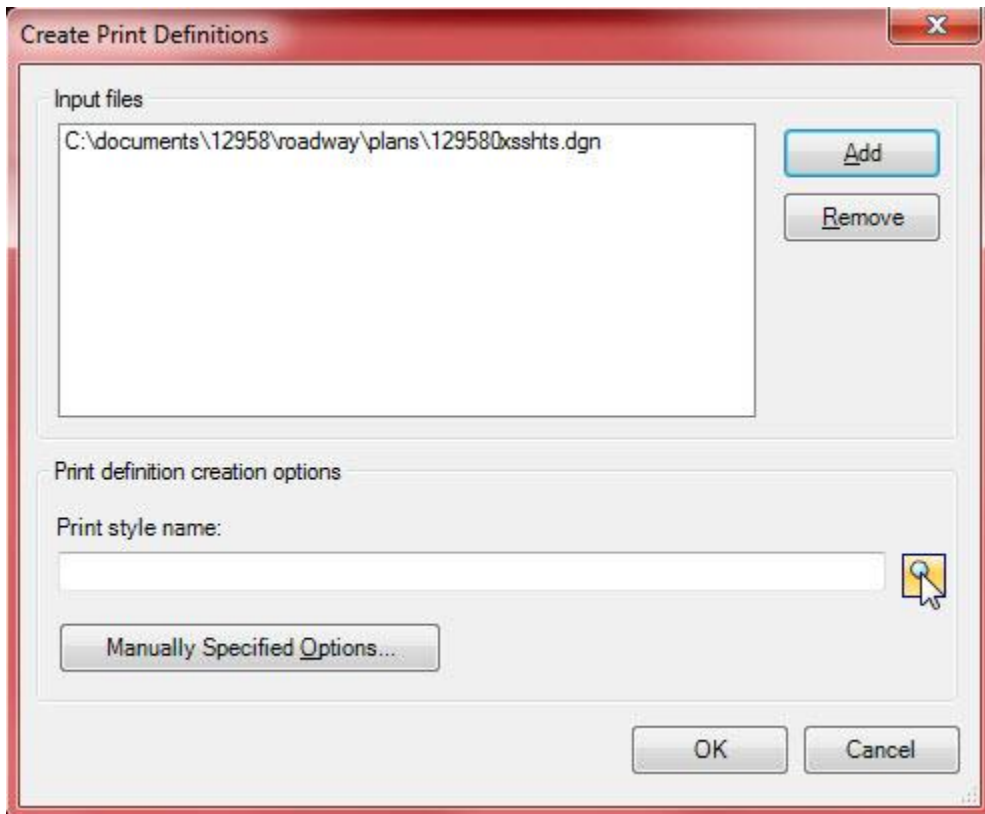 Create Print Definitions
Input files
C:\documents\12958\roadway\plans\129580xsshts.dgn
Add
Remove
Print definition creation options
Print style name:
Manually Specified Options...
OK
Cancel